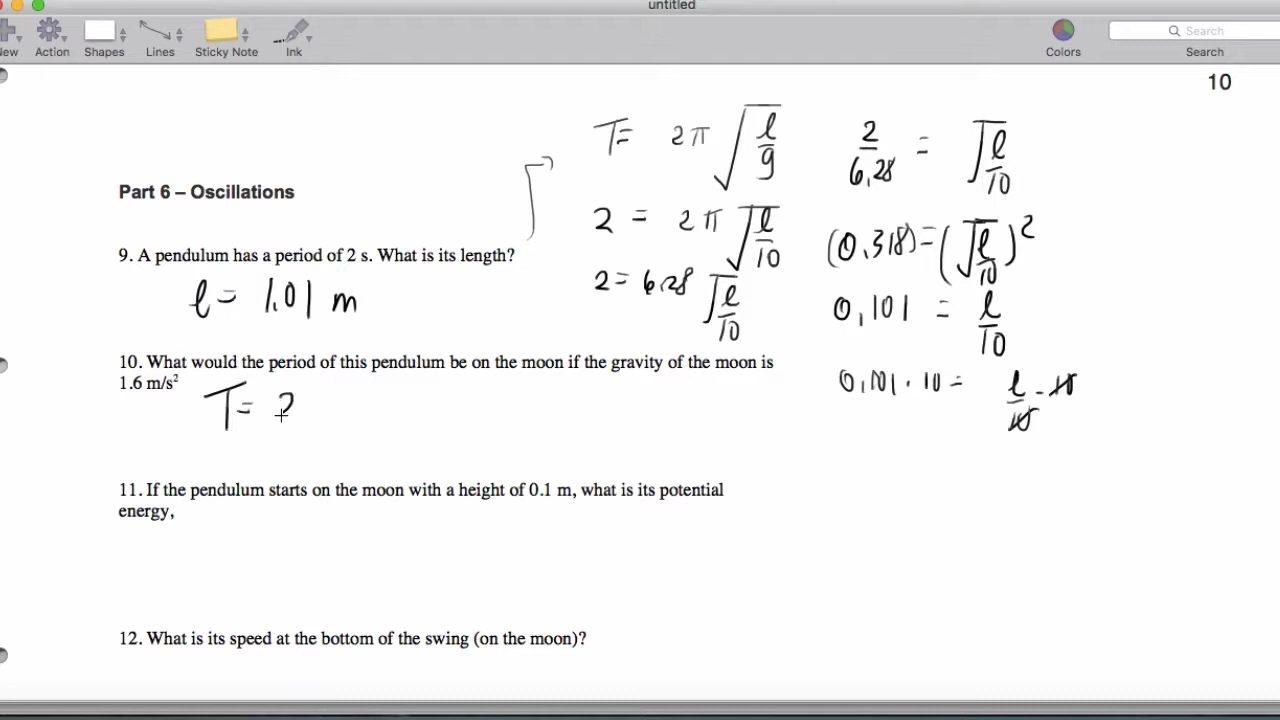 untitled
New Action Shapes Lines Sticky Note Ink Colors Search
Search
10
Part 6 – Oscillations
9. A pendulum has a period of 2 s. What is its length?
l = 1.01 m
10. What would the period of this pendulum be on the moon if the gravity of the moon is
1.6 m/s²
T = 2
11. If the pendulum starts on the moon with a height of 0.1 m, what is its potential
energy,
12. What is its speed at the bottom of the swing (on the moon)?
T = 2π √(l/g)
2 = 2π √(l/10)
2 = 6.28 √(l/10)
2/6,28 = √(l/10)
(0.318) = (√(l/10))²
0,101 = l/10
0,101 · 10 = l/10 · 10